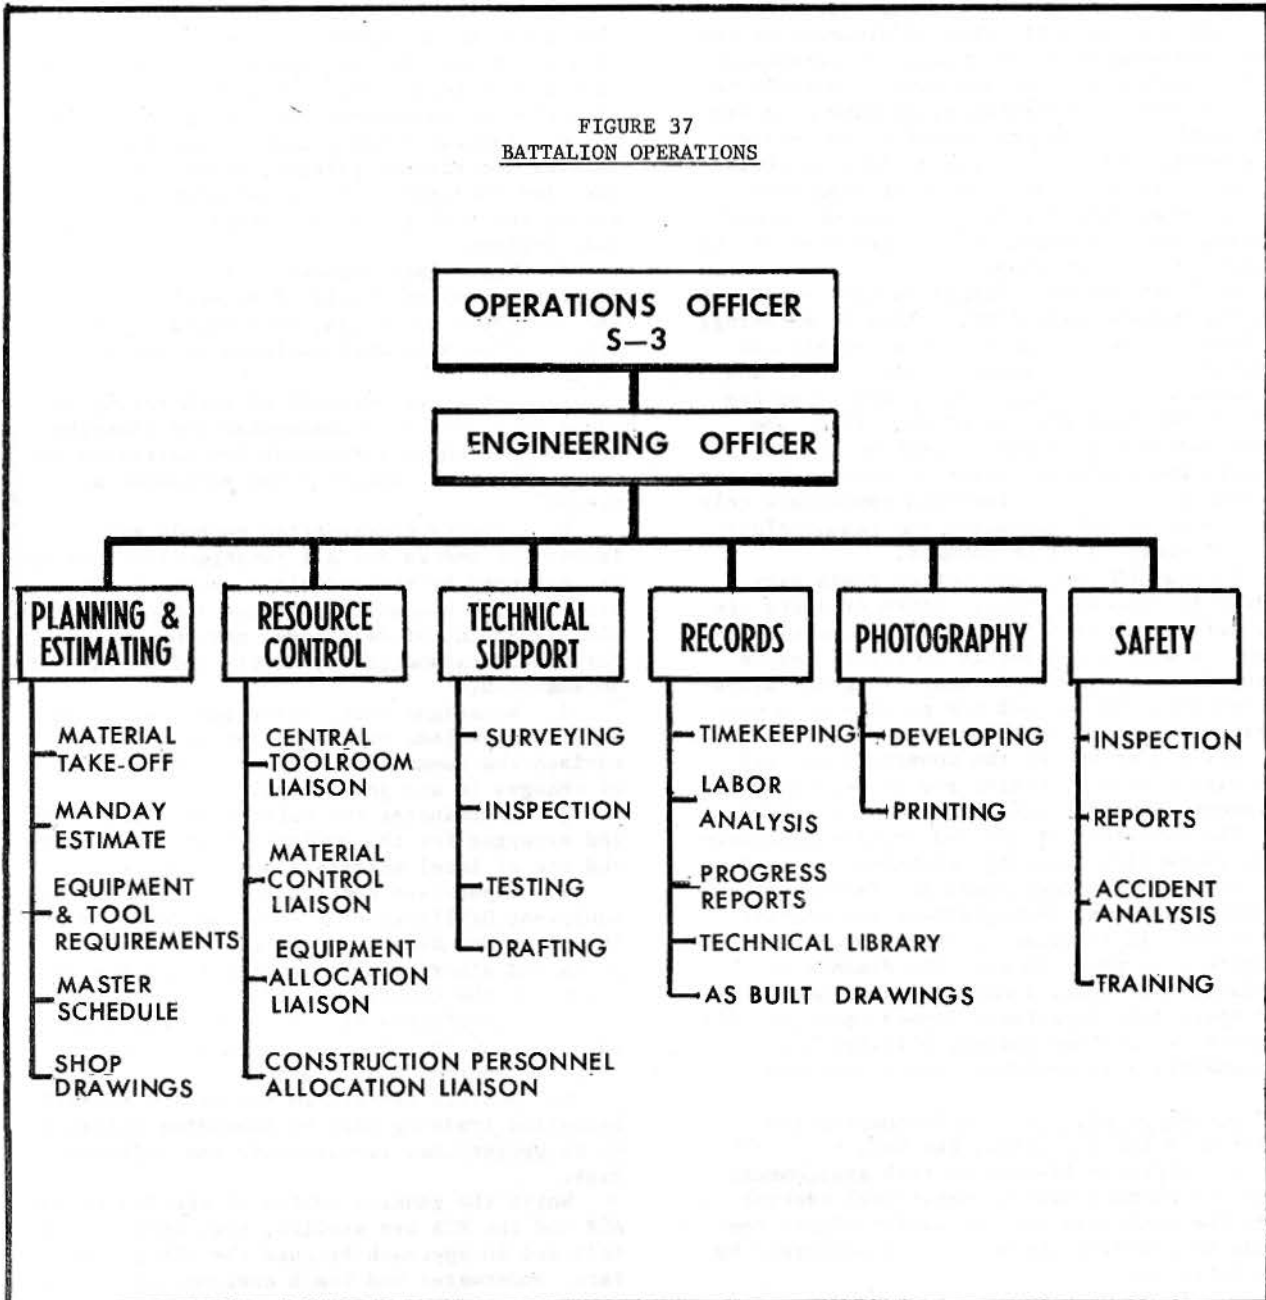 FIGURE 37
BATTALION OPERATIONS
OPERATIONS OFFICER
S—3
ENGINEERING OFFICER
PLANNING &
ESTIMATING
MATERIAL
TAKE-OFF
MANDAY
ESTIMATE
EQUIPMENT
& TOOL
REQUIREMENTS
MASTER
SCHEDULE
SHOP
DRAWINGS
RESOURCE
CONTROL
CENTRAL
TOOLROOM
LIAISON
MATERIAL
CONTROL
LIAISON
EQUIPMENT
ALLOCATION
LIAISON
CONSTRUCTION PERSONNEL
ALLOCATION LIAISON
TECHNICAL
SUPPORT
SURVEYING
INSPECTION
TESTING
DRAFTING
RECORDS
TIMEKEEPING
LABOR
ANALYSIS
PROGRESS
REPORTS
TECHNICAL LIBRARY
AS BUILT DRAWINGS
PHOTOGRAPHY
DEVELOPING
PRINTING
SAFETY
INSPECTION
REPORTS
ACCIDENT
ANALYSIS
TRAINING